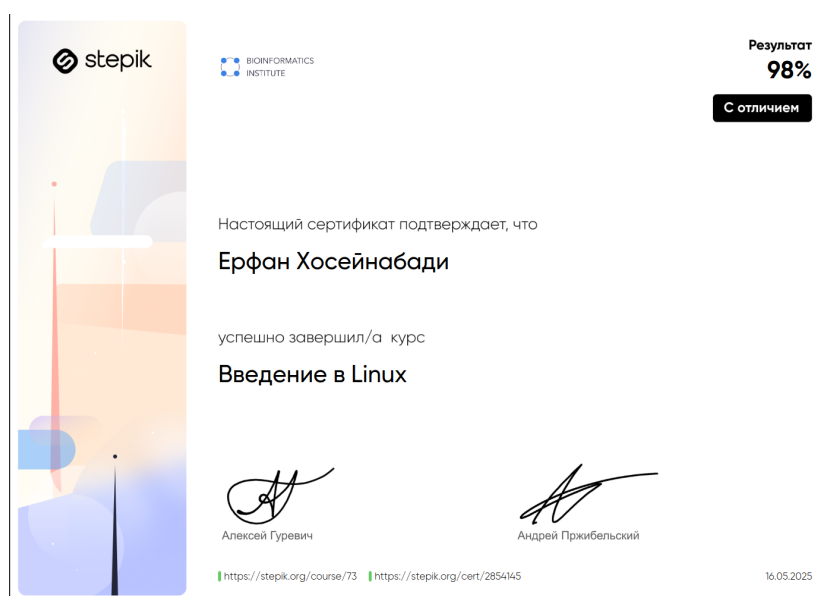 stepik
BIOINFORMATICS
INSTITUTE
Результат
98%
С отличием
Настоящий сертификат подтверждает, что
Ерфан Хосейнабади
успешно завершил/а курс
Введение в Linux
Алексей Гуревич
Андрей Пржибельский
https://stepik.org/course/73
https://stepik.org/cert/2854145
16.05.2025